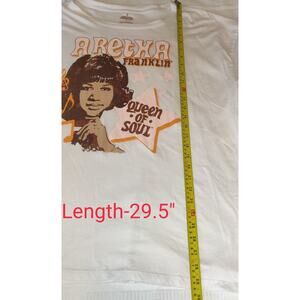 ARETHA
FRANKLIN
QUEEN
OF
SOUL
Length-29.5"